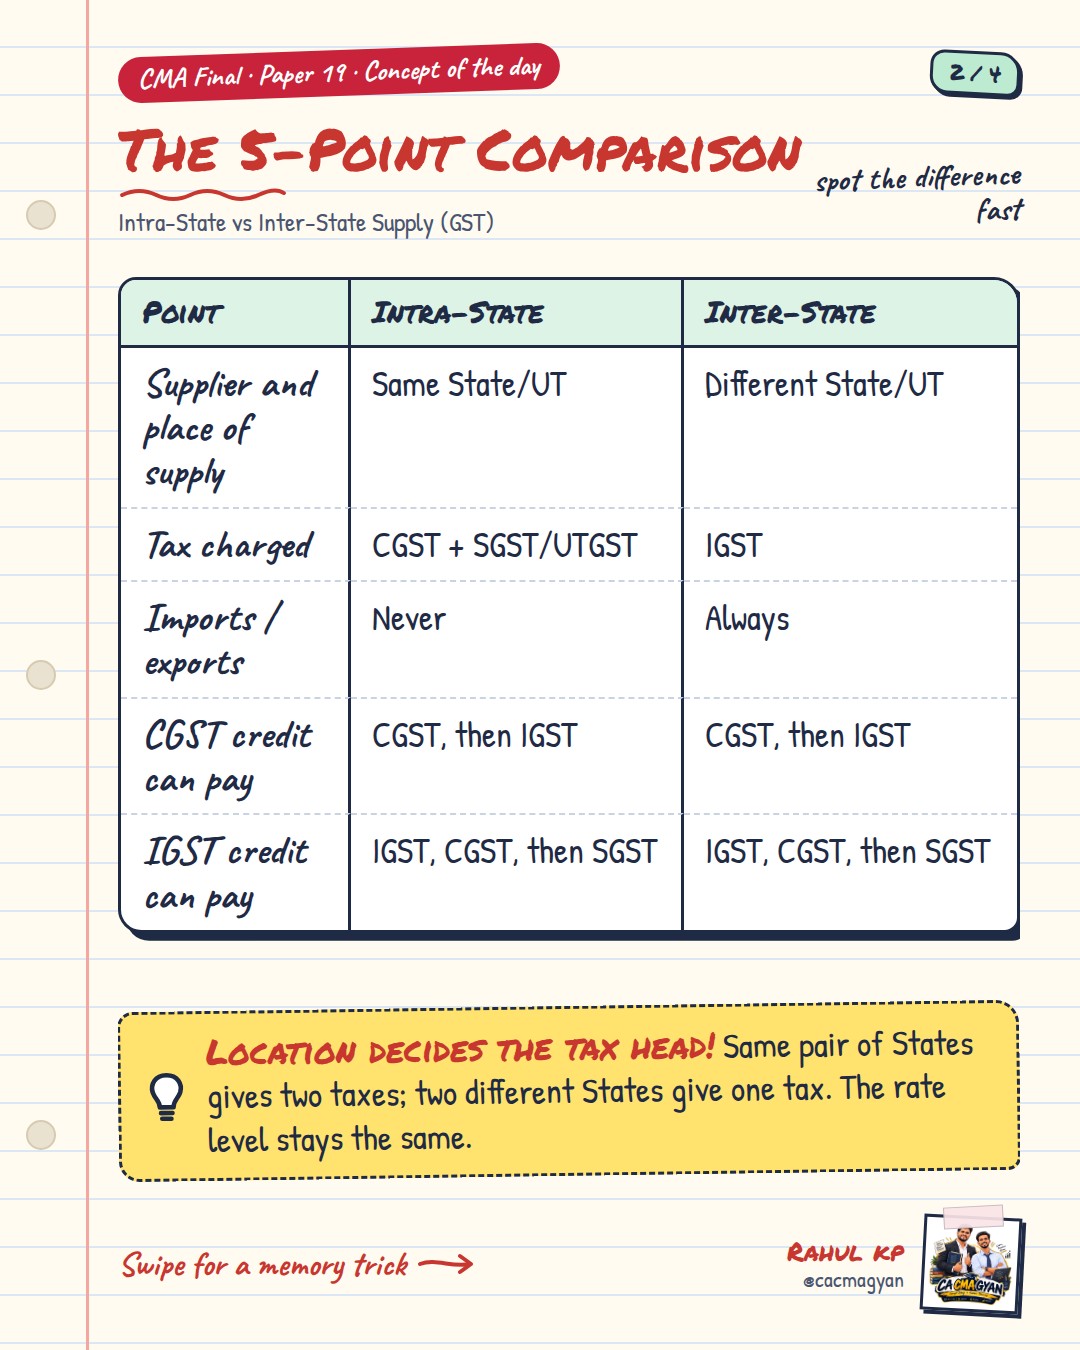 CMA Final · Paper 19 · Concept of the day
2 / 4
The 5-Point Comparison
spot the difference
fast
Intra-State vs Inter-State Supply (GST)
Point Intra-State Inter-State
Supplier and Same State/UT Different State/UT
place of
supply
Tax charged CGST + SGST/UTGST IGST
Imports / Never Always
exports
CGST credit CGST, then IGST CGST, then IGST
can pay
IGST credit IGST, CGST, then SGST IGST, CGST, then SGST
can pay
Location decides the tax head! Same pair of States
gives two taxes; two different States give one tax. The rate
level stays the same.
Swipe for a memory trick
Rahul KP
@cacmagyan
CA CMA GYAN